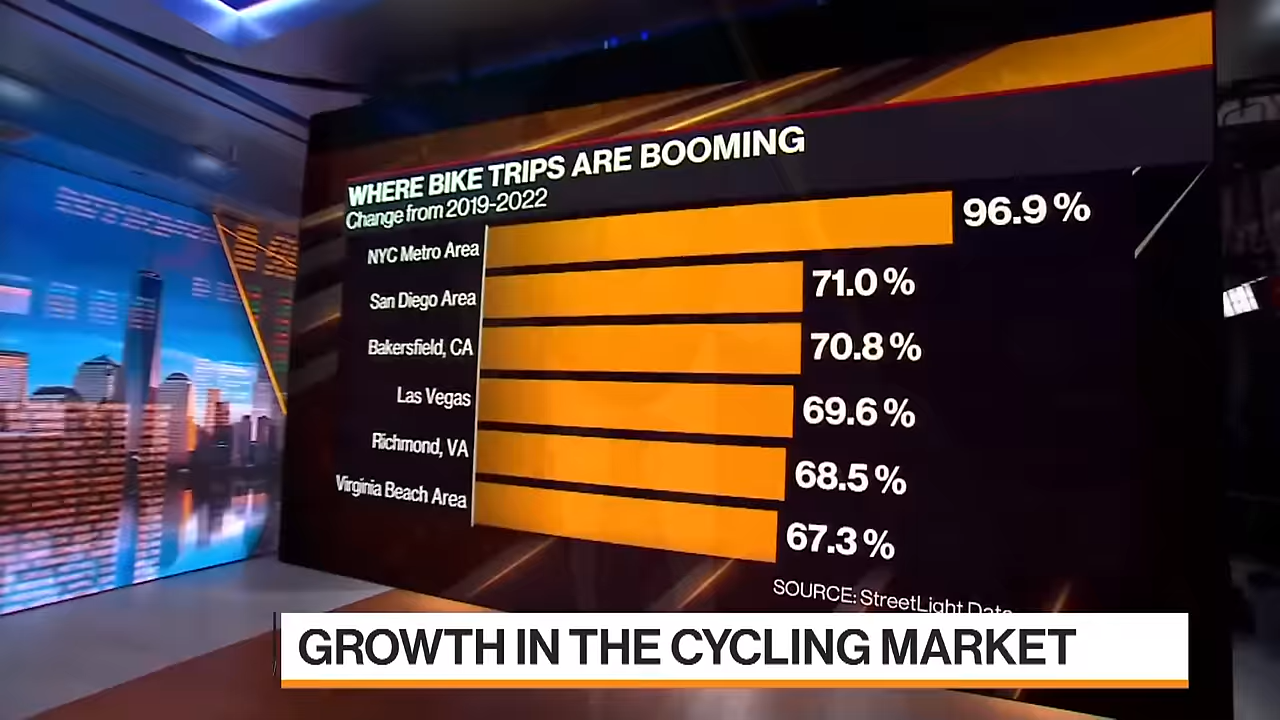 WHERE BIKE TRIPS ARE BOOMING
Change from 2019-2022
NYC Metro Area 96.9%
San Diego Area 71.0%
Bakersfield, CA 70.8%
Las Vegas 69.6%
Richmond, VA 68.5%
Virginia Beach Area 67.3%
SOURCE: StreetLight Data
GROWTH IN THE CYCLING MARKET